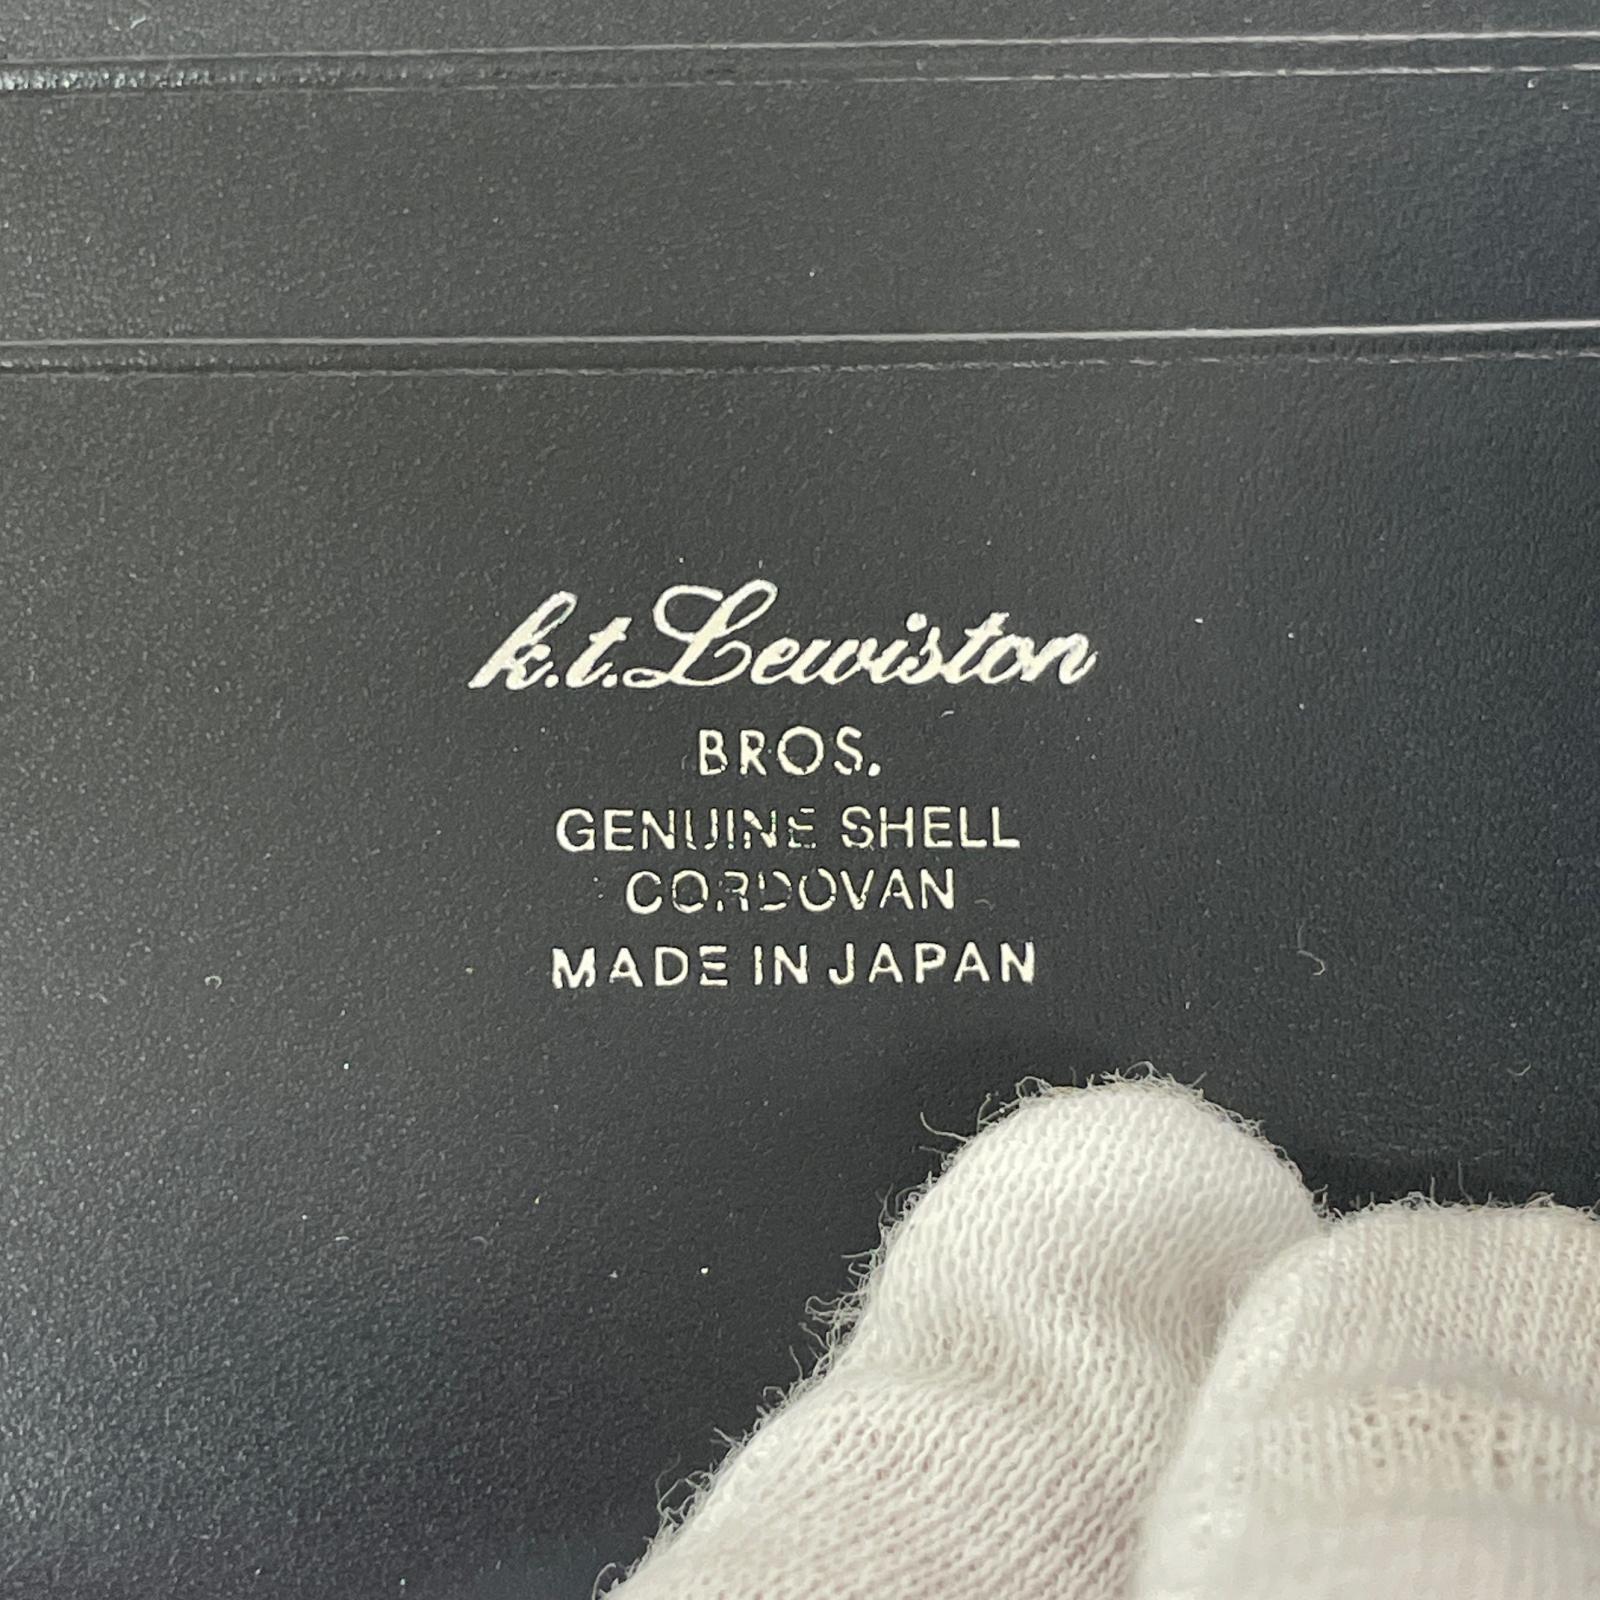 k.t.Lewiston
BROS.
GENUINE SHELL
CORDOVAN
MADE IN JAPAN